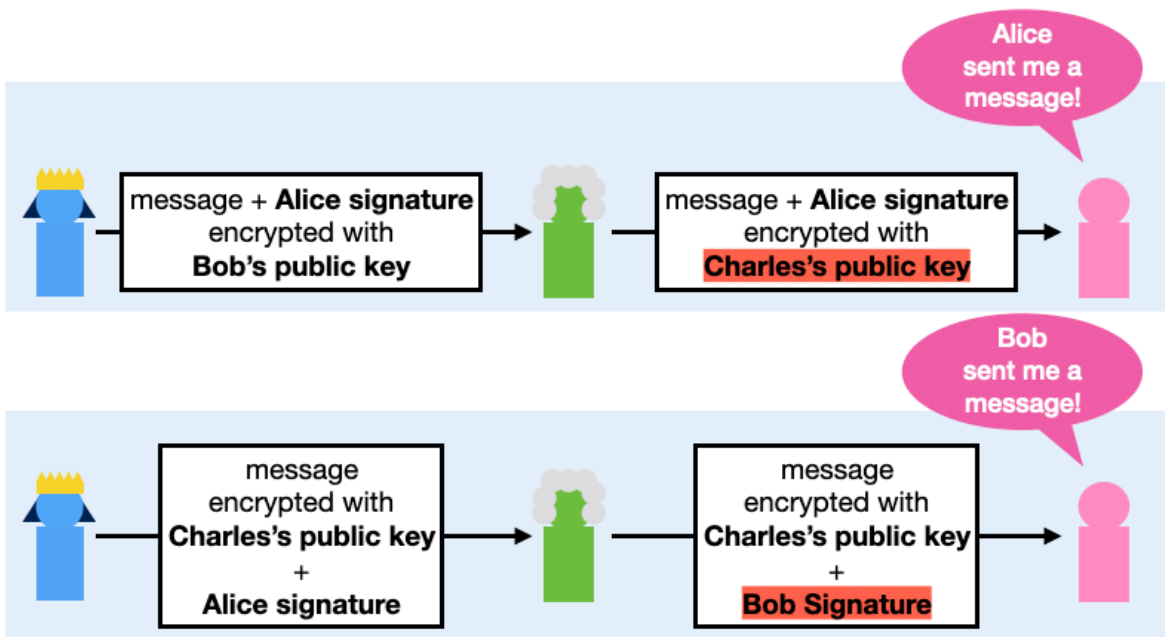 Alice
sent me a
message!
message + Alice signature
encrypted with
Bob's public key
message + Alice signature
encrypted with
Charles's public key
Bob
sent me a
message!
message
encrypted with
Charles's public key
+
Alice signature
message
encrypted with
Charles's public key
+
Bob Signature